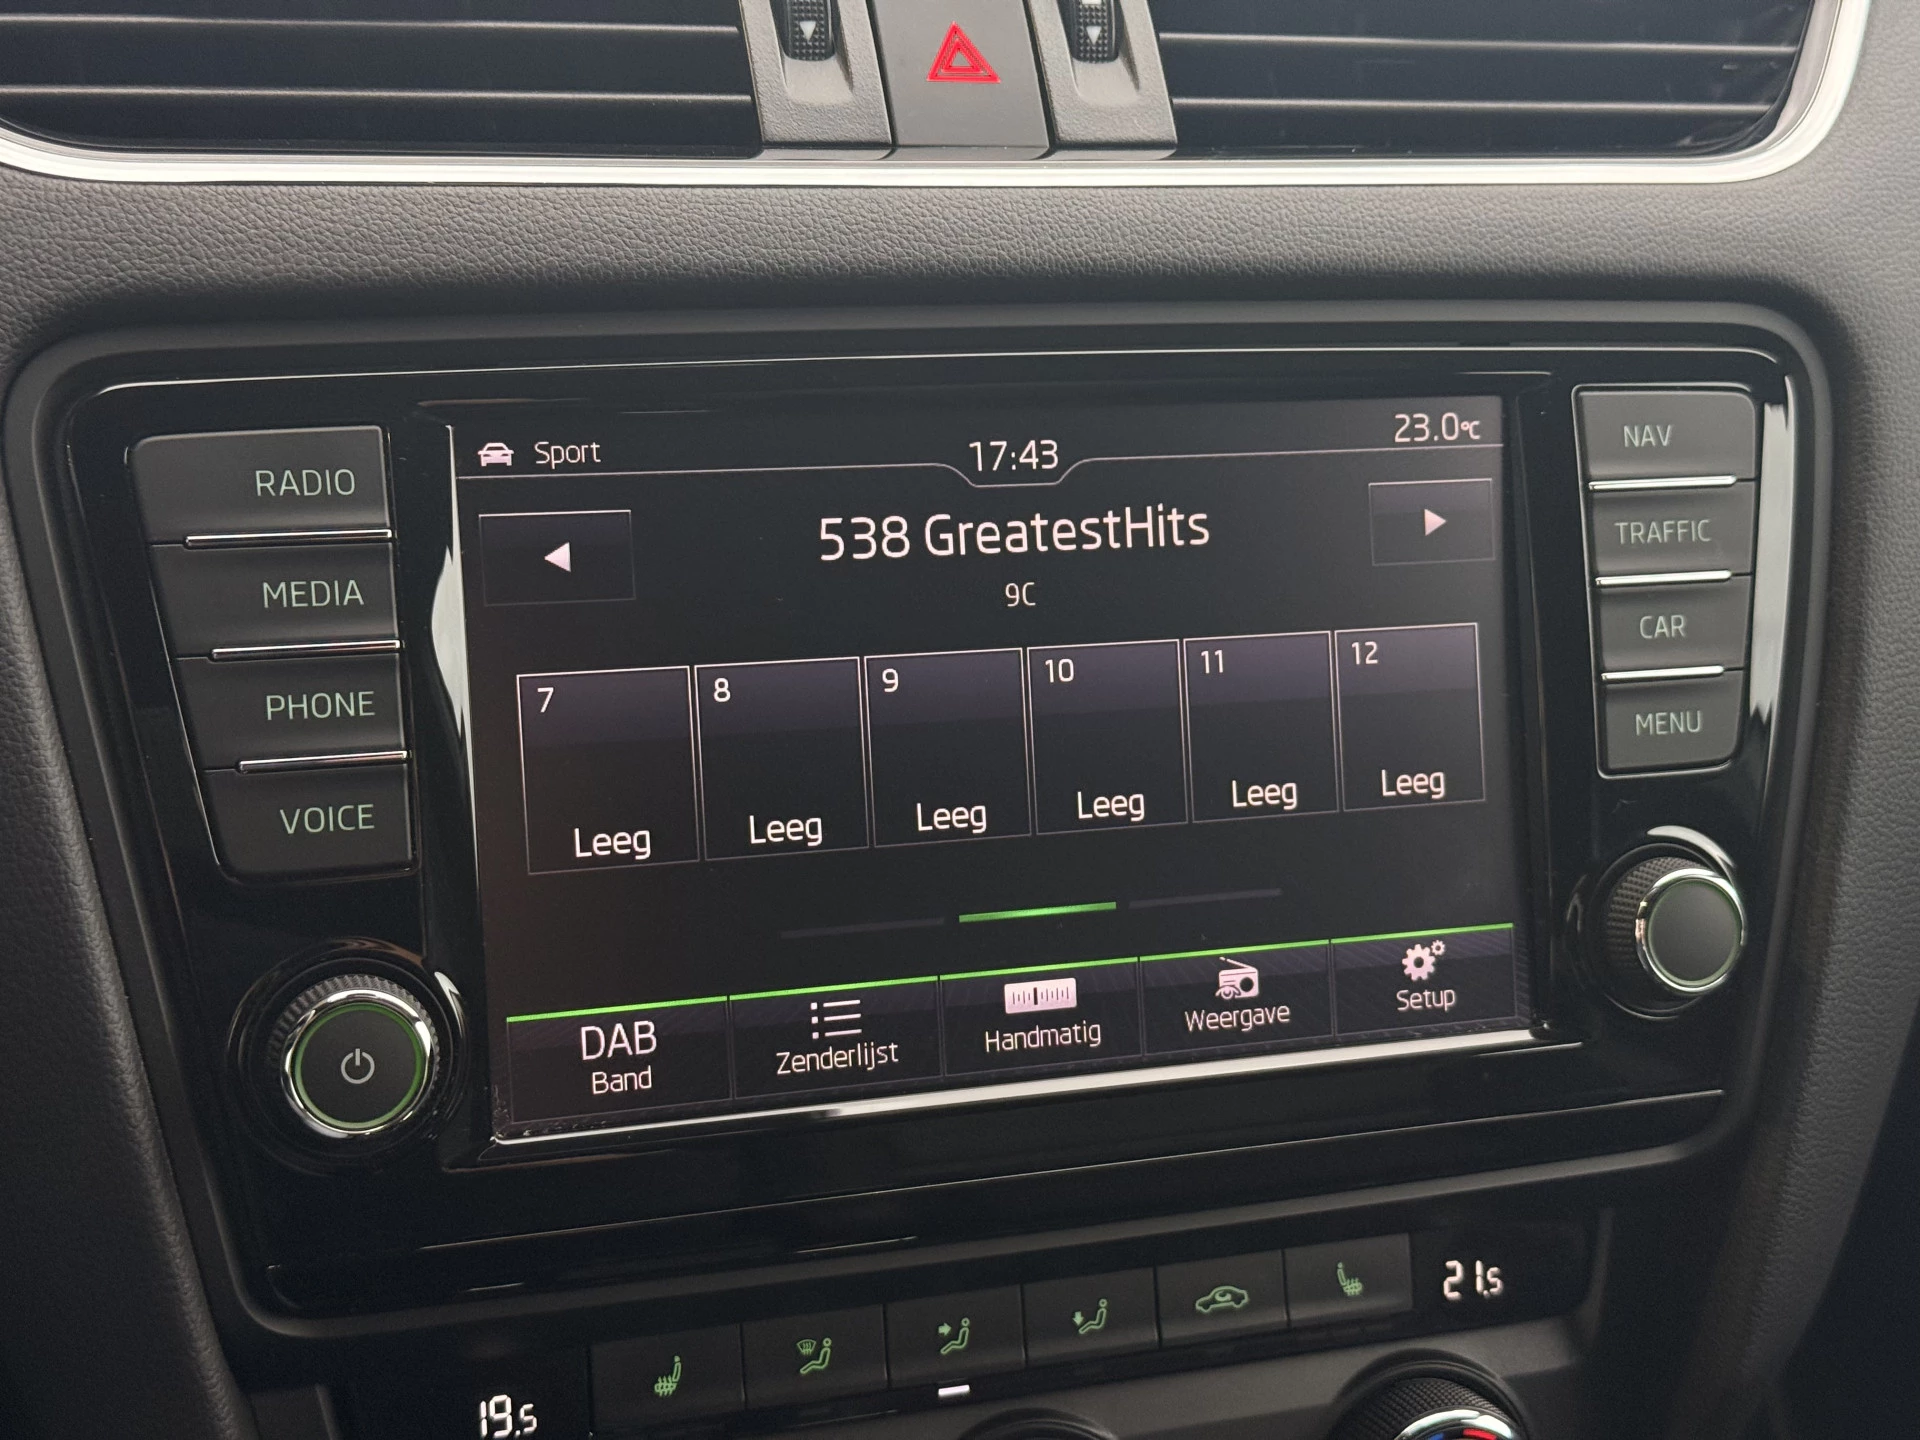 Sport
17:43
23.0°C
538 GreatestHits
9C
7
8
9
10
11
12
Leeg
Leeg
Leeg
Leeg
Leeg
Leeg
DAB
Band
Zenderlijst
Handmatig
Weergave
Setup
RADIO
MEDIA
PHONE
VOICE
NAV
TRAFFIC
CAR
MENU
19.5
21.5